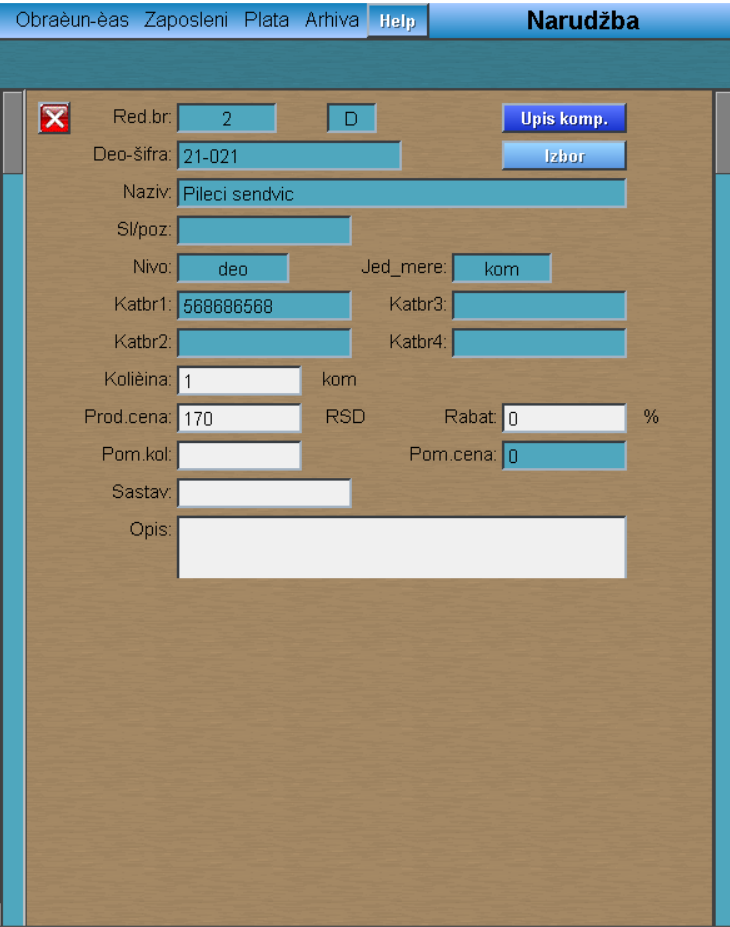 Obraèun-èas Zaposleni Plata Arhiva Help Narudžba
Red.br: 2 D Upis komp.
Deo-šifra: 21-021 Izbor
Naziv: Pileci sendvic
Sl/poz:
Nivo: deo Jed_mere: kom
Katbr1: 568686568 Katbr3:
Katbr2: Katbr4:
Kolièina: 1 kom
Prod.cena: 170 RSD Rabat: 0 %
Pom.kol: Pom.cena: 0
Sastav:
Opis: